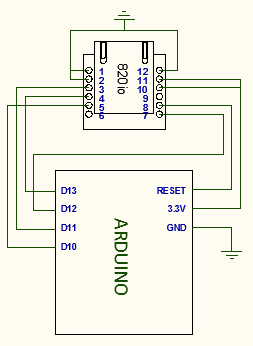 1 12
2 11
3 10
4 9
5 8
6 7
820io
D13 RESET
D12 3.3V
D11 GND
D10
ARDUINO